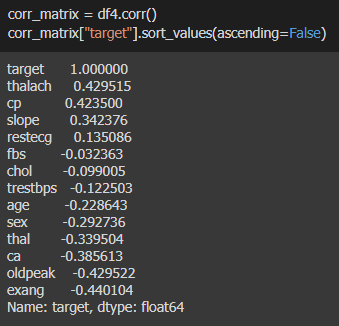 corr_matrix = df4.corr()
corr_matrix["target"].sort_values(ascending=False)
target 1.000000
thalach 0.429515
cp 0.423500
slope 0.342376
restecg 0.135086
fbs -0.032363
chol -0.099005
trestbps -0.122503
age -0.228643
sex -0.292736
thal -0.339504
ca -0.385613
oldpeak -0.429522
exang -0.440104
Name: target, dtype: float64